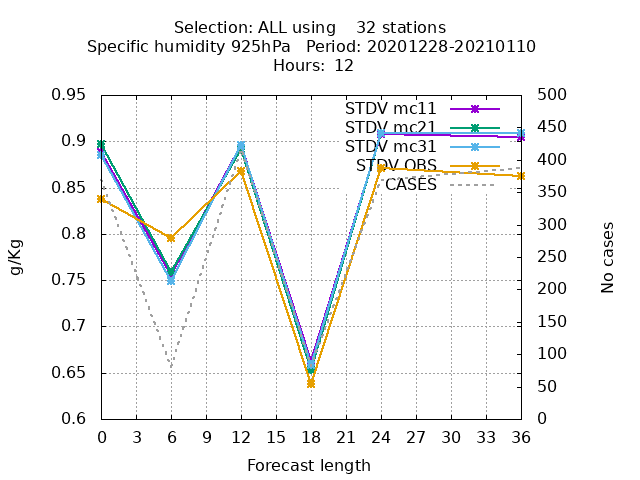 Selection: ALL using    32 stations
Specific humidity 925hPa   Period: 20201228-20210110
Hours: 12
STDV mc11
STDV mc21
STDV mc31
STDV OBS
CASES
g/Kg
0.95
0.9
0.85
0.8
0.75
0.7
0.65
0.6
500
450
400
350
300
250
200
150
100
50
0
No cases
0 3 6 9 12 15 18 21 24 27 30 33 36
Forecast length